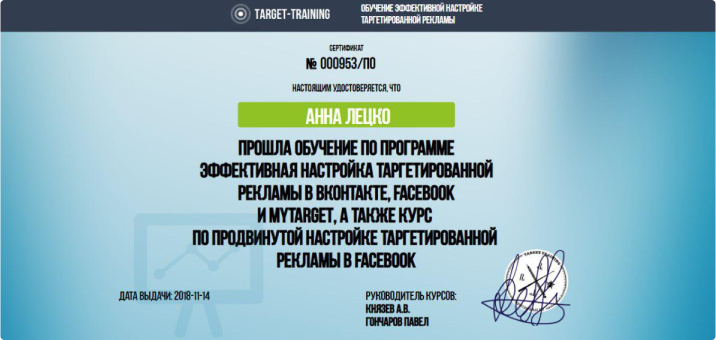 TARGET-TRAINING
ОБУЧЕНИЕ ЭФФЕКТИВНОЙ НАСТРОЙКЕ
ТАРГЕТИРОВАННОЙ РЕКЛАМЫ
СЕРТИФИКАТ
№ 000953/ПО
НАСТОЯЩИМ УДОСТОВЕРЯЕТСЯ, ЧТО
АННА ЛЕЦКО
ПРОШЛА ОБУЧЕНИЕ ПО ПРОГРАММЕ
ЭФФЕКТИВНАЯ НАСТРОЙКА ТАРГЕТИРОВАННОЙ
РЕКЛАМЫ В ВКОНТАКТЕ, FACEBOOK
И MYTARGET, А ТАКЖЕ КУРС
ПО ПРОДВИНУТОЙ НАСТРОЙКЕ ТАРГЕТИРОВАННОЙ
РЕКЛАМЫ В FACEBOOK
ДАТА ВЫДАЧИ: 2018-11-14
РУКОВОДИТЕЛЬ КУРСОВ:
КНЯЗЕВ А.В.
ГОНЧАРОВ ПАВЕЛ